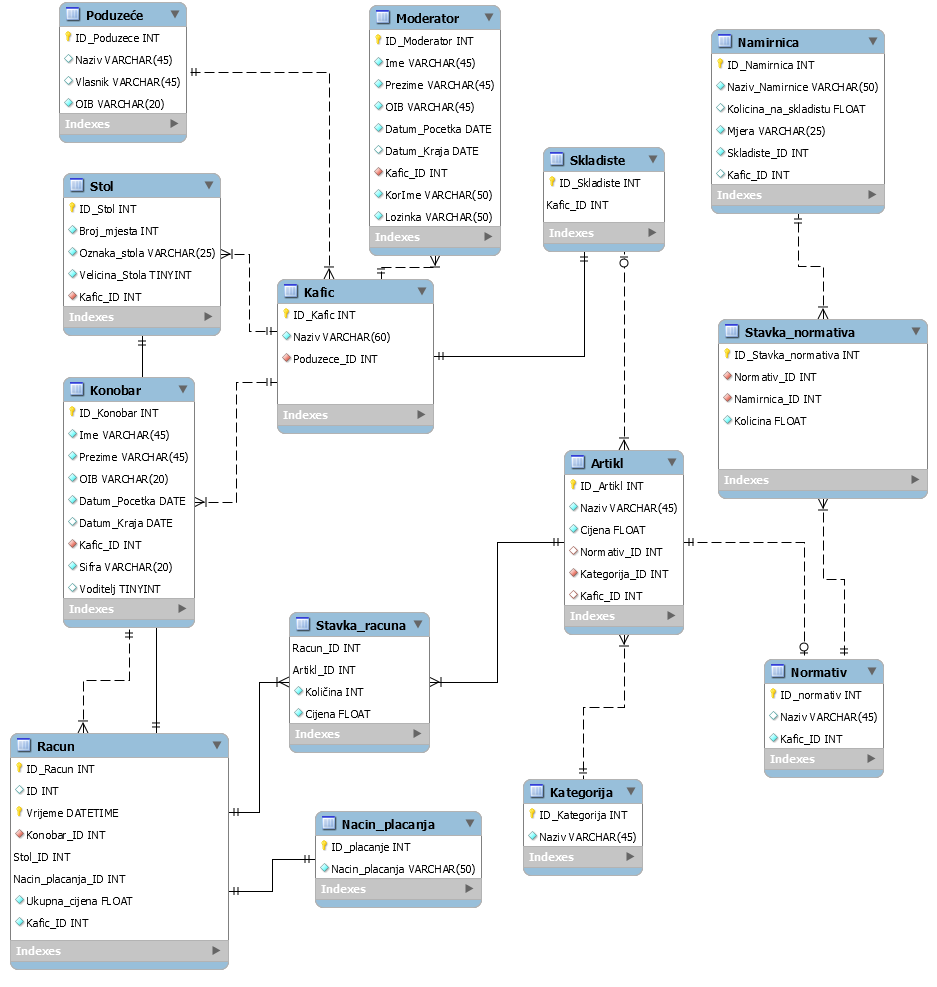 Poduzeće
ID_Poduzece INT
Naziv VARCHAR(45)
Vlasnik VARCHAR(45)
OIB VARCHAR(20)
Indexes
Moderator
ID_Moderator INT
Ime VARCHAR(45)
Prezime VARCHAR(45)
OIB VARCHAR(45)
Datum_Pocetka DATE
Datum_Kraja DATE
Kafic_ID INT
KorIme VARCHAR(50)
Lozinka VARCHAR(50)
Indexes
Namirnica
ID_Namirnica INT
Naziv_Namirnice VARCHAR(50)
Kolicina_na_skladistu FLOAT
Mjera VARCHAR(25)
Skladiste_ID INT
Kafic_ID INT
Indexes
Skladiste
ID_Skladiste INT
Kafic_ID INT
Indexes
Stol
ID_Stol INT
Broj_mjesta INT
Oznaka_stola VARCHAR(25)
Velicina_Stola TINYINT
Kafic_ID INT
Indexes
Kafic
ID_Kafic INT
Naziv VARCHAR(60)
Poduzece_ID INT
Indexes
Stavka_normativa
ID_Stavka_normativa INT
Normativ_ID INT
Namirnica_ID INT
Kolicina FLOAT
Indexes
Konobar
ID_Konobar INT
Ime VARCHAR(45)
Prezime VARCHAR(45)
OIB VARCHAR(20)
Datum_Pocetka DATE
Datum_Kraja DATE
Kafic_ID INT
Sifra VARCHAR(20)
Voditelj TINYINT
Indexes
Artikl
ID_Artikl INT
Naziv VARCHAR(45)
Cijena FLOAT
Normativ_ID INT
Kategorija_ID INT
Kafic_ID INT
Indexes
Stavka_racuna
Racun_ID INT
Artikl_ID INT
Količina INT
Cijena FLOAT
Indexes
Normativ
ID_normativ INT
Naziv VARCHAR(45)
Kafic_ID INT
Indexes
Racun
ID_Racun INT
ID INT
Vrijeme DATETIME
Konobar_ID INT
Stol_ID INT
Nacin_placanja_ID INT
Ukupna_cijena FLOAT
Kafic_ID INT
Indexes
Nacin_placanja
ID_placanje INT
Nacin_placanja VARCHAR(50)
Indexes
Kategorija
ID_Kategorija INT
Naziv VARCHAR(45)
Indexes